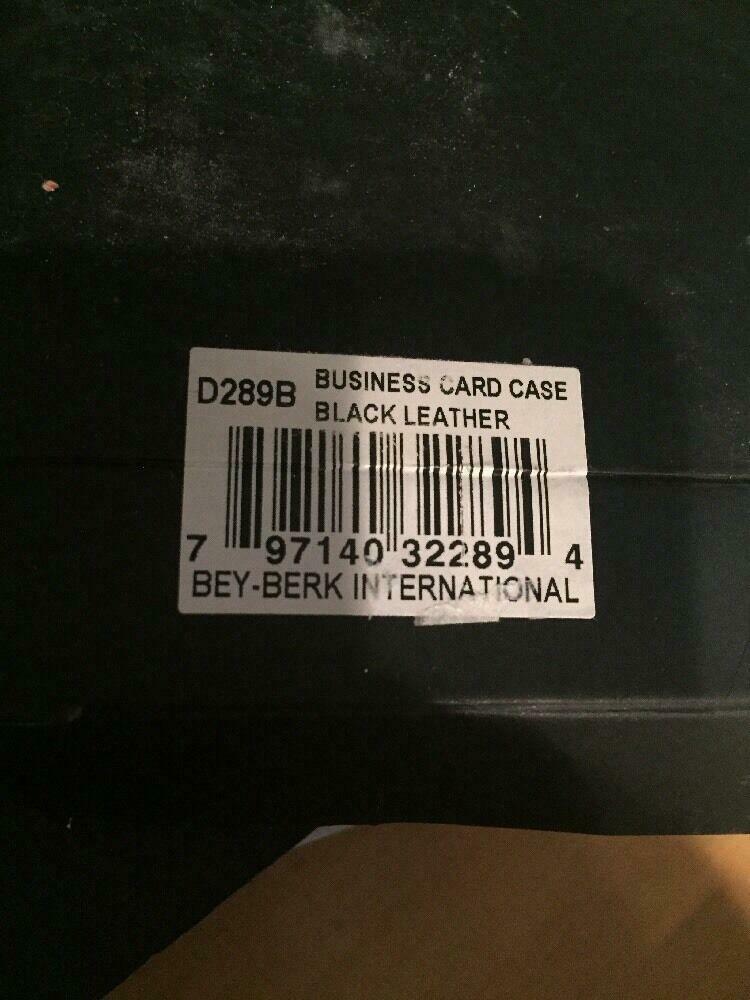 D289B BUSINESS CARD CASE
BLACK LEATHER
7 97140 32289 4
BEY-BERK INTERNATIONAL